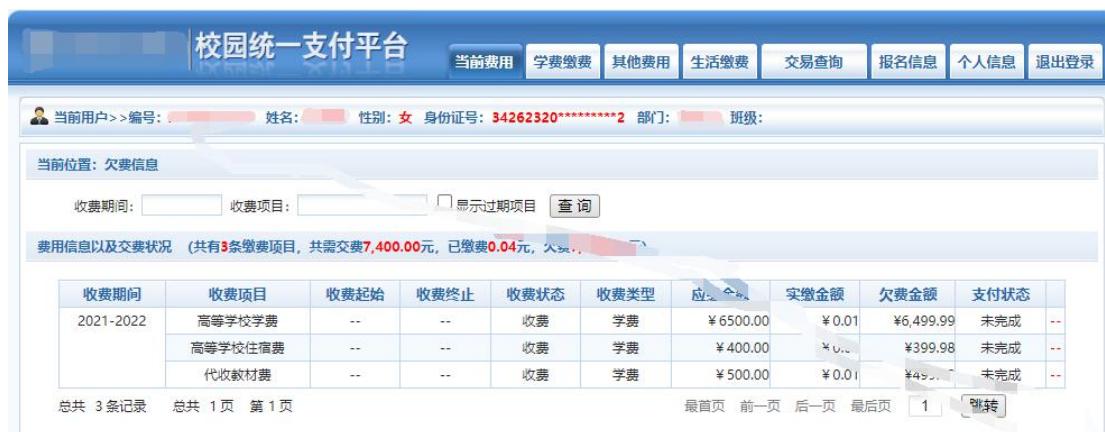 校园统一支付平台
当前费用 学费缴费 其他费用 生活缴费 交易查询 报名信息 个人信息 退出登录
当前用户>>编号: 姓名: 性别: 女 身份证号: 34262320*********2 部门: 班级:
当前位置: 欠费信息
收费期间: 收费项目: 显示过期项目 查询
费用信息以及交费状况 (共有3条缴费项目, 共需交费7,400.00元, 已缴费0.04元, 欠费7,
收费期间 收费项目 收费起始 收费终止 收费状态 收费类型 应缴金额 实缴金额 欠费金额 支付状态
2021-2022 高等学校学费 -- -- 收费 学费 ¥6500.00 ¥0.01 ¥6,499.99 未完成 --
高等学校住宿费 -- -- 收费 学费 ¥400.00 ¥399.98 未完成 --
代收教材费 -- -- 收费 学费 ¥500.00 ¥0.01 未完成 --
总共 3条记录 总共 1页 第1页 最首页 前一页 后一页 最后页 1 跳转